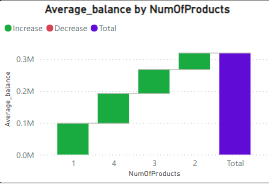 Average_balance by NumOfProducts
Increase Decrease Total
Average_balance
0.3M
0.2M
0.1M
0.0M
1 4 3 2 Total
NumOfProducts